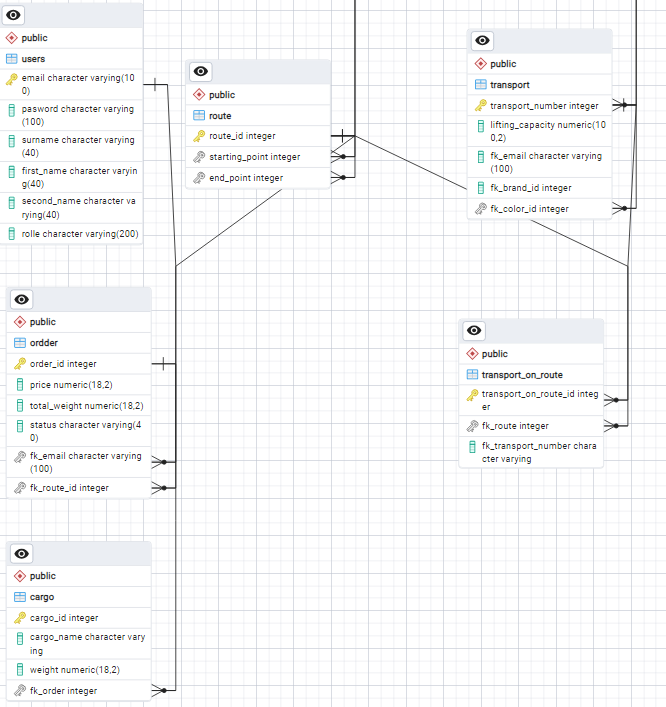 public
users
email character varying(10
0)
pasword character varying
(100)
surname character varying
(40)
first_name character varyin
g(40)
second_name character va
rying(40)
rolle character varying(200)
public
route
route_id integer
starting_point integer
end_point integer
public
transport
transport_number integer
lifting_capacity numeric(10
0,2)
fk_email character varying
(100)
fk_brand_id integer
fk_color_id integer
public
ordder
order_id integer
price numeric(18,2)
total_weight numeric(18,2)
status character varying(4
0)
fk_email character varying
(100)
fk_route_id integer
public
transport_on_route
transport_on_route_id integ
er
fk_route integer
fk_transport_number chara
cter varying
public
cargo
cargo_id integer
cargo_name character vary
ing
weight numeric(18,2)
fk_order integer